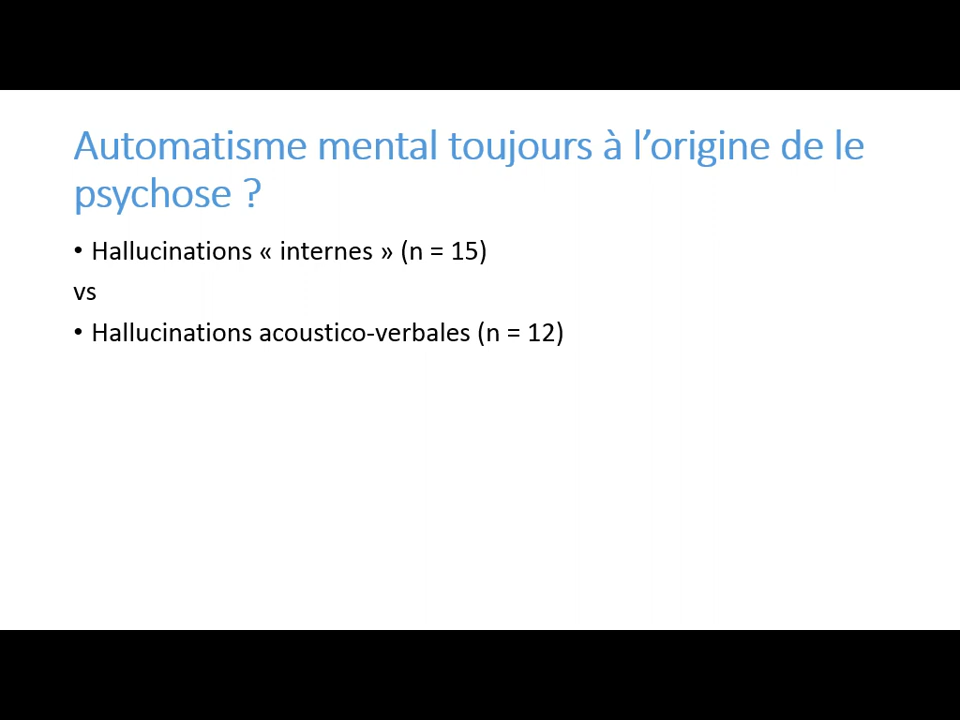 Automatisme mental toujours à l’origine de le
psychose ?
• Hallucinations « internes » (n = 15)
vs
• Hallucinations acoustico-verbales (n = 12)